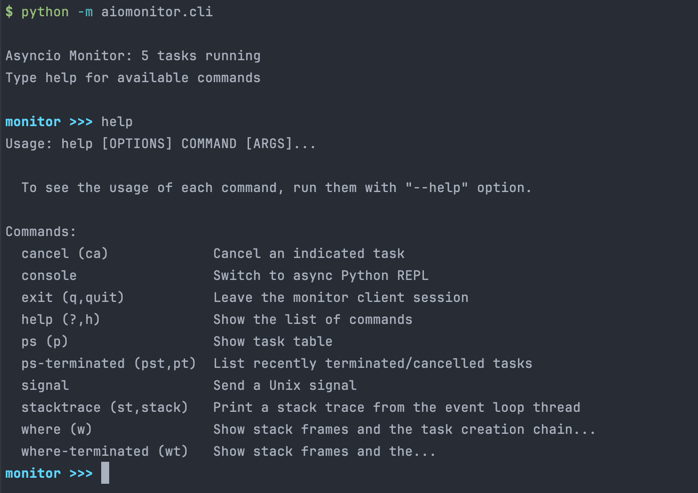 $ python -m aiomonitor.cli
Asyncio Monitor: 5 tasks running
Type help for available commands
monitor >>> help
Usage: help [OPTIONS] COMMAND [ARGS]...
To see the usage of each command, run them with "--help" option.
Commands:
cancel (ca) Cancel an indicated task
console Switch to async Python REPL
exit (q,quit) Leave the monitor client session
help (?,h) Show the list of commands
ps (p) Show task table
ps-terminated (pst,pt) List recently terminated/cancelled tasks
signal Send a Unix signal
stacktrace (st,stack) Print a stack trace from the event loop thread
where (w) Show stack frames and the task creation chain...
where-terminated (wt) Show stack frames and the...
monitor >>>